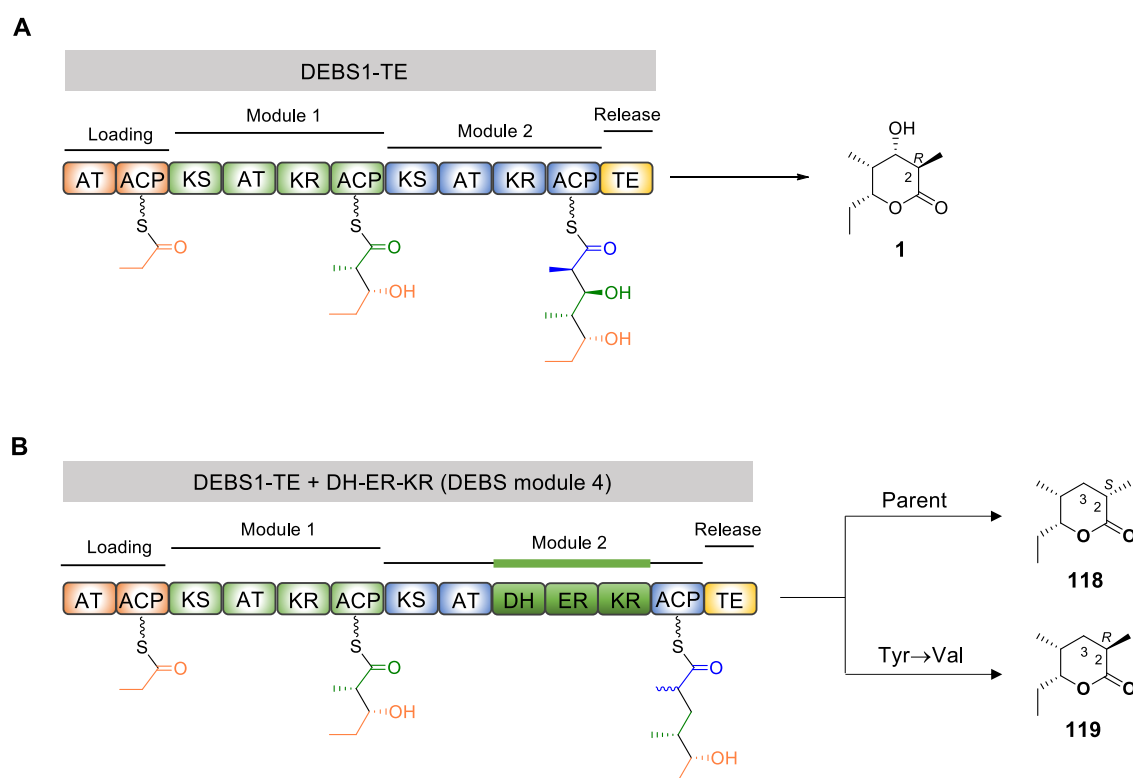 A
DEBS1-TE
Loading
Module 1
Module 2
Release
AT ACP KS AT KR ACP KS AT KR ACP TE
S
O
S
O
OH
S
O
OH
OH
OH
R
2
O
O
1
B
DEBS1-TE + DH-ER-KR (DEBS module 4)
Loading
Module 1
Module 2
Release
AT ACP KS AT KR ACP KS AT DH ER KR ACP TE
S
O
S
O
OH
S
O
OH
Parent
S
3
2
O
O
118
Tyr→Val
R
3
2
O
O
119